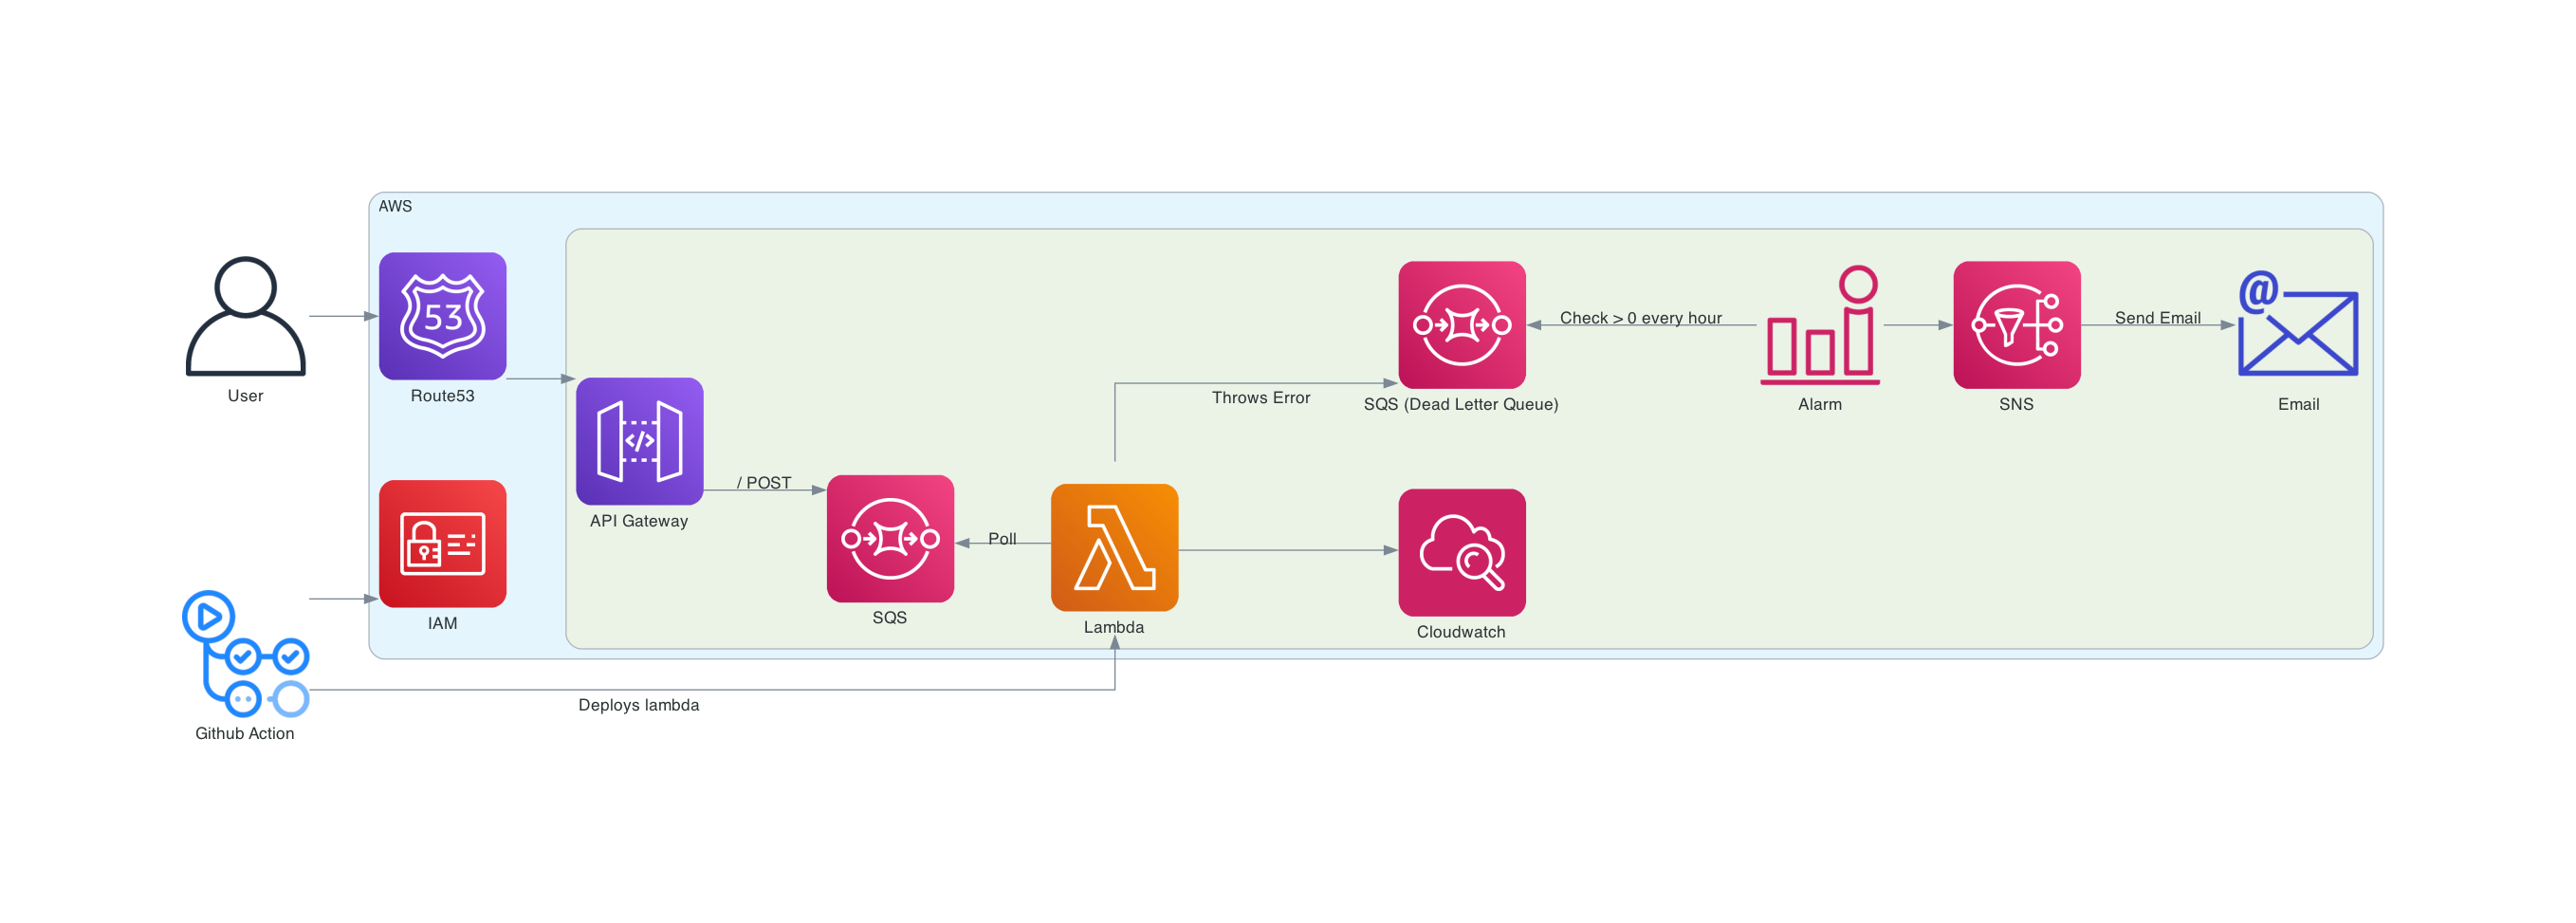 AWS
53
User
Route53
Check > 0 every hour
Send Email
@
Throws Error
SQS (Dead Letter Queue)
Alarm
SNS
Email
</>
/ POST
API Gateway
Poll
SQS
IAM
Lambda
Cloudwatch
Deploys lambda
Github Action